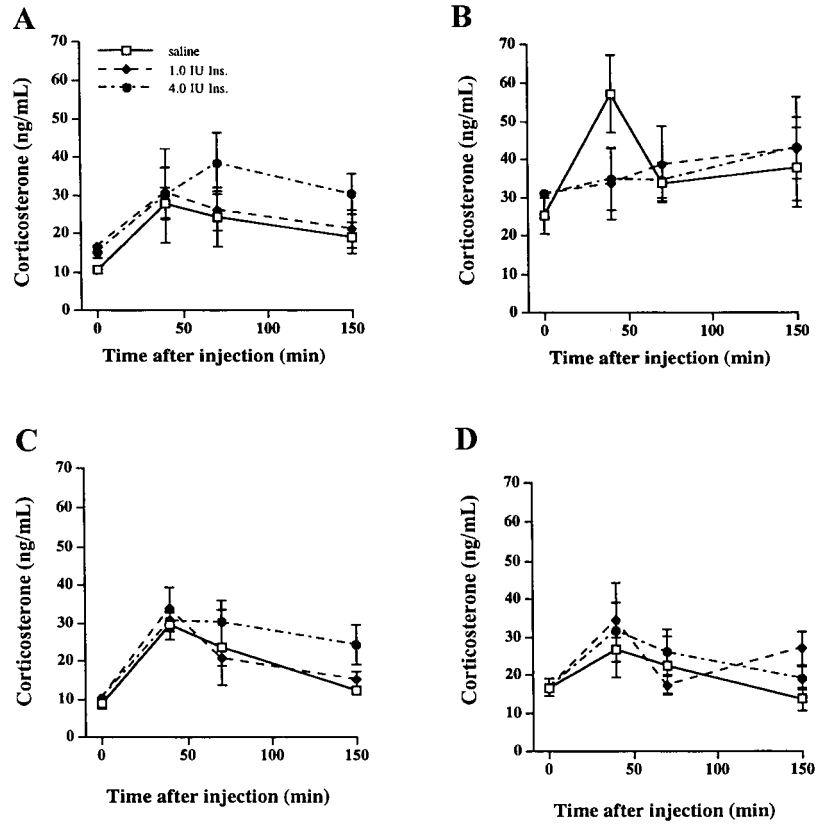 A
70
60
50
40
30
20
10
0
Corticosterone (ng/mL)
saline
1.0 IU Ins.
4.0 IU Ins.
0 50 100 150
Time after injection (min)
B
70
60
50
40
30
20
10
0
Corticosterone (ng/mL)
0 50 100 150
Time after injection (min)
C
70
60
50
40
30
20
10
0
Corticosterone (ng/mL)
0 50 100 150
Time after injection (min)
D
70
60
50
40
30
20
10
0
Corticosterone (ng/mL)
0 50 100 150
Time after injection (min)